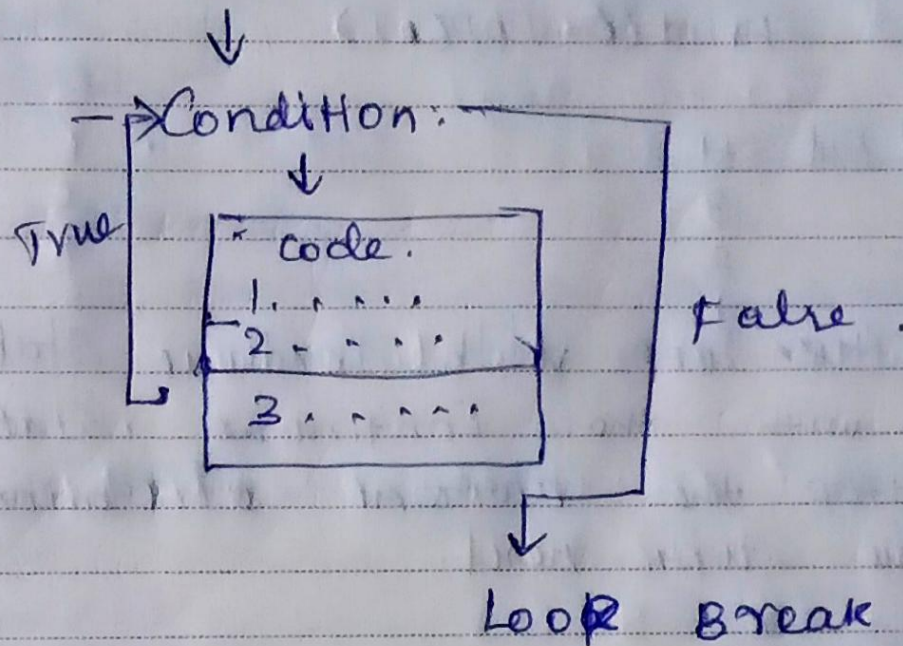 Condition:
True
code.
1. . . . . .
2 - . . . .
False.
3. . . . . .
Loop Break